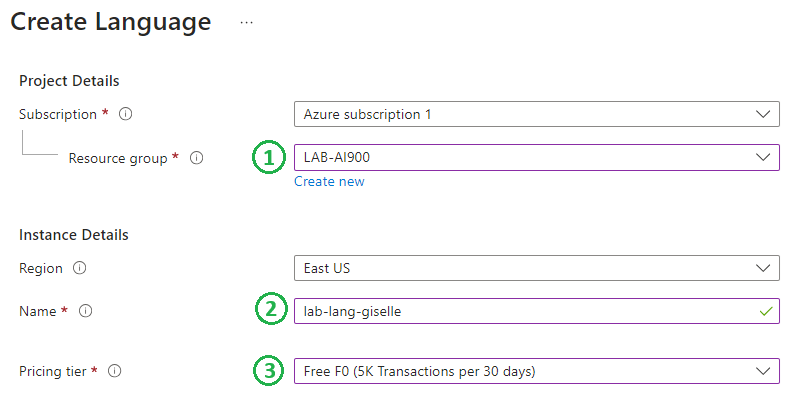 Create Language ...
Project Details
Subscription * Azure subscription 1
Resource group * 1 LAB-AI900
Create new
Instance Details
Region East US
Name * 2 lab-lang-giselle
Pricing tier * 3 Free F0 (5K Transactions per 30 days)